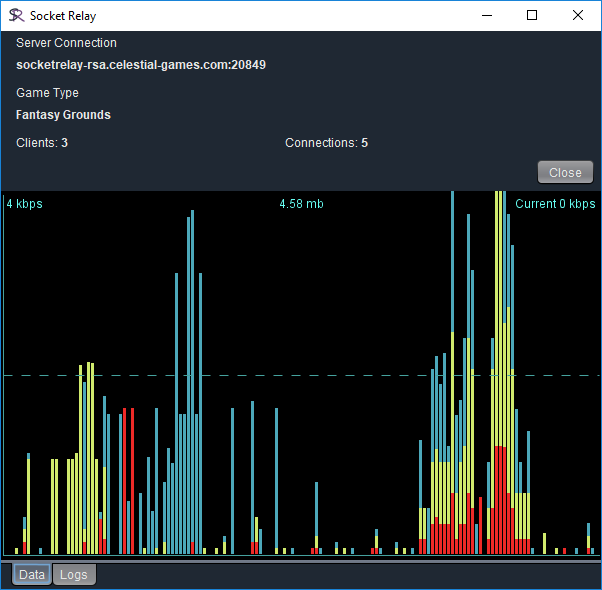 Socket Relay
Server Connection
socketrelay-rsa.celestial-games.com:20849
Game Type
Fantasy Grounds
Clients: 3 Connections: 5
Close
4 kbps 4.58 mb Current 0 kbps
Data Logs